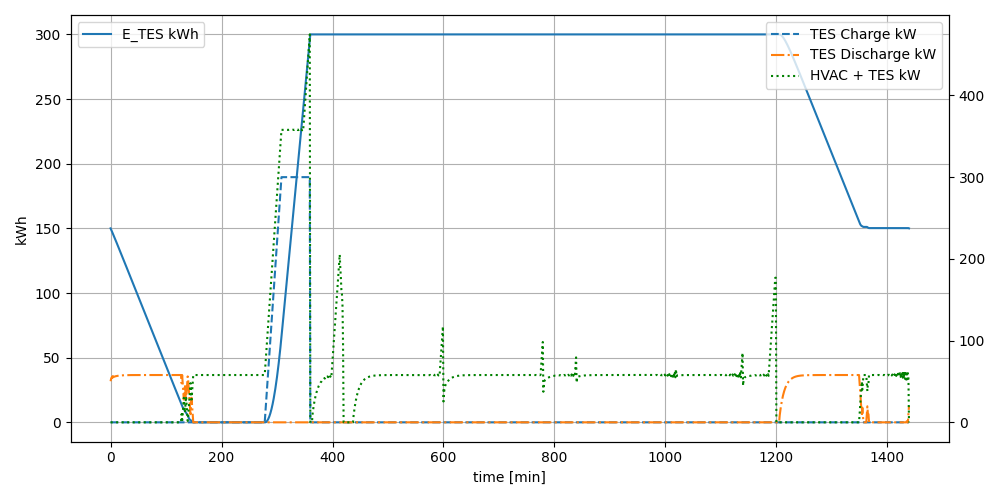 E_TES kWh
TES Charge kW
TES Discharge kW
HVAC + TES kW
300
250
200
150
100
50
0
kWh
400
300
200
100
0
0 200 400 600 800 1000 1200 1400
time [min]